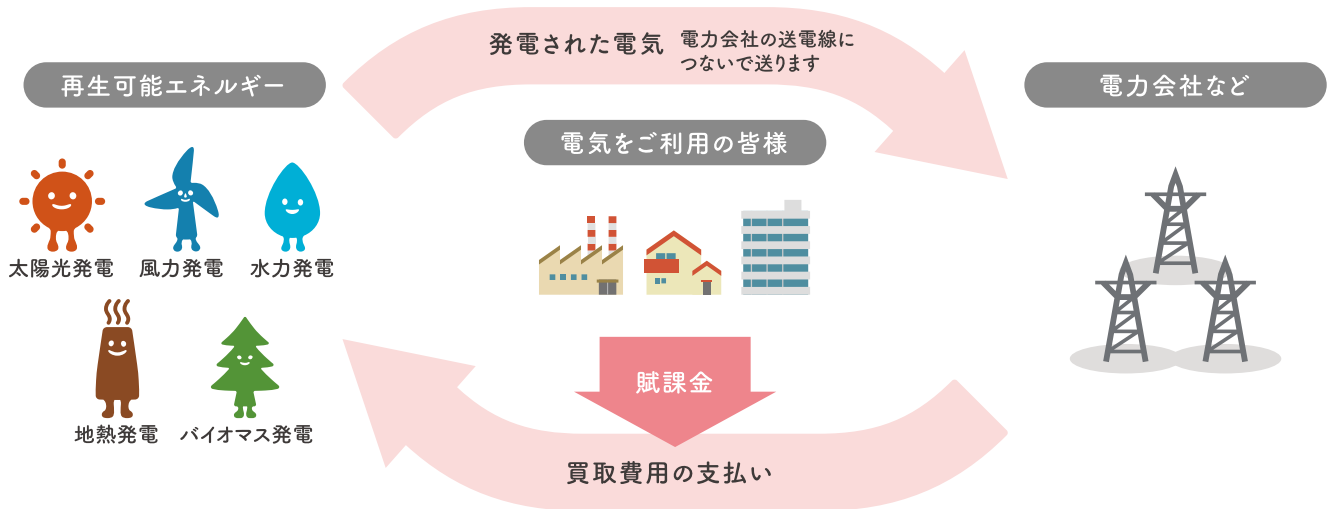 発電された電気
電力会社の送電線に
つないで送ります
再生可能エネルギー
電力会社など
電気をご利用の皆様
太陽光発電
風力発電
水力発電
地熱発電
バイオマス発電
賦課金
買取費用の支払い